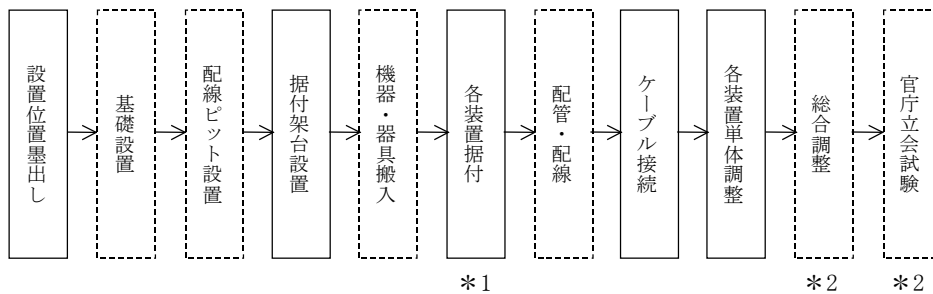 設置位置墨出し
基礎設置
配線ピット設置
据付架台設置
機器・器具搬入
各装置据付
配管・配線
ケーブル接続
各装置単体調整
総合調整
官庁立会試験
＊1
＊2
＊2